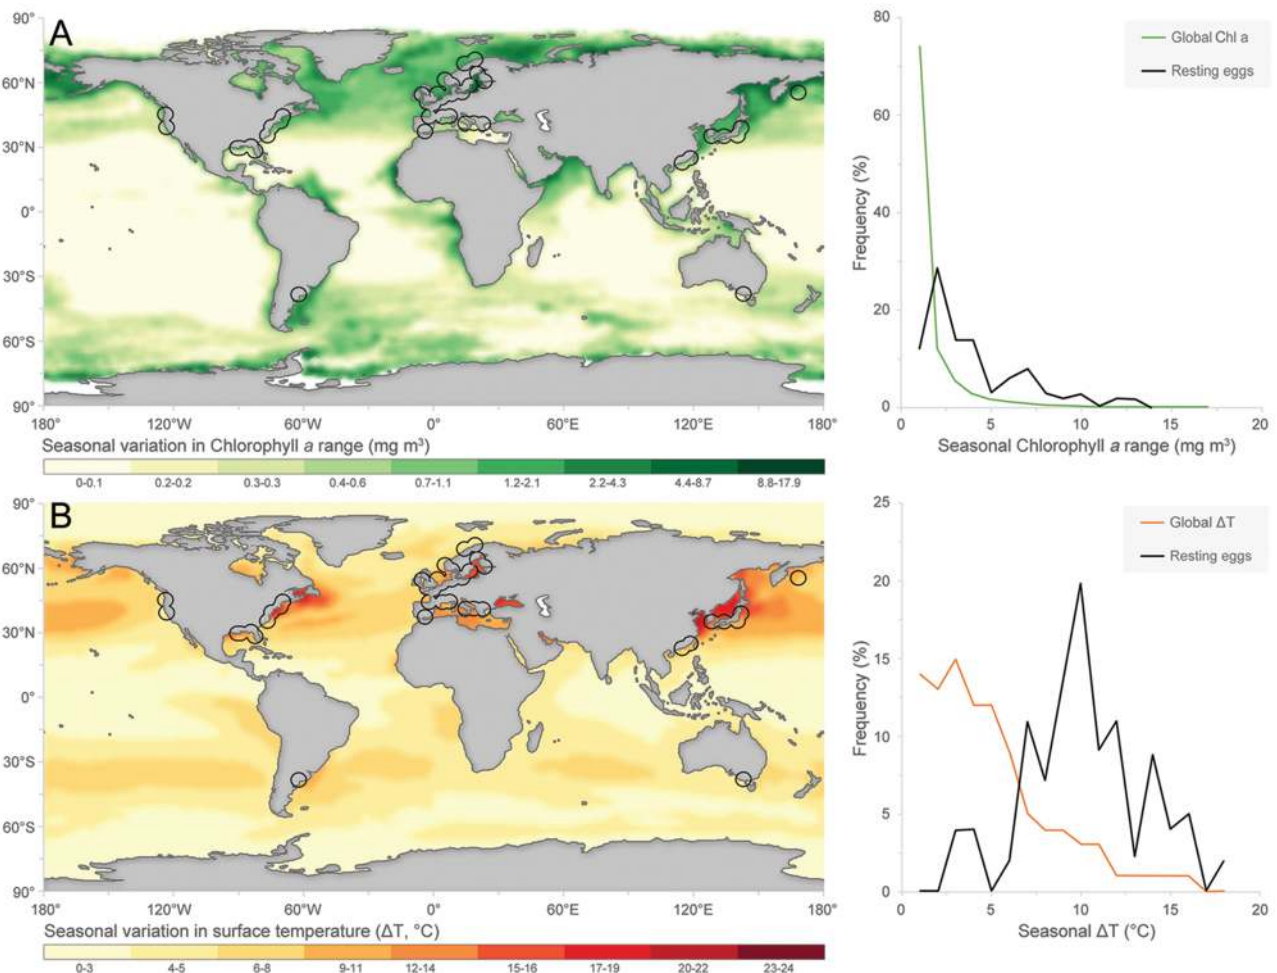 A
90°
60°N
30°N
0°
30°S
60°S
90°
180°
120°W
60°W
0°
60°E
120°E
180°
Seasonal variation in Chlorophyll a range (mg m³)
0-0.1
0.2-0.2
0.3-0.3
0.4-0.6
0.7-1.1
1.2-2.1
2.2-4.3
4.4-8.7
8.8-17.9
80
60
40
20
0
Frequency (%)
Global Chl a
Resting eggs
0
5
10
15
20
Seasonal Chlorophyll a range (mg m³)
B
90°
60°N
30°N
0°
30°S
60°S
90°
180°
120°W
60°W
0°
60°E
120°E
180°
Seasonal variation in surface temperature (ΔT, °C)
0-3
4-5
6-8
9-11
12-14
15-16
17-19
20-22
23-24
25
20
15
10
5
0
Frequency (%)
Global ΔT
Resting eggs
0
5
10
15
20
Seasonal ΔT (°C)